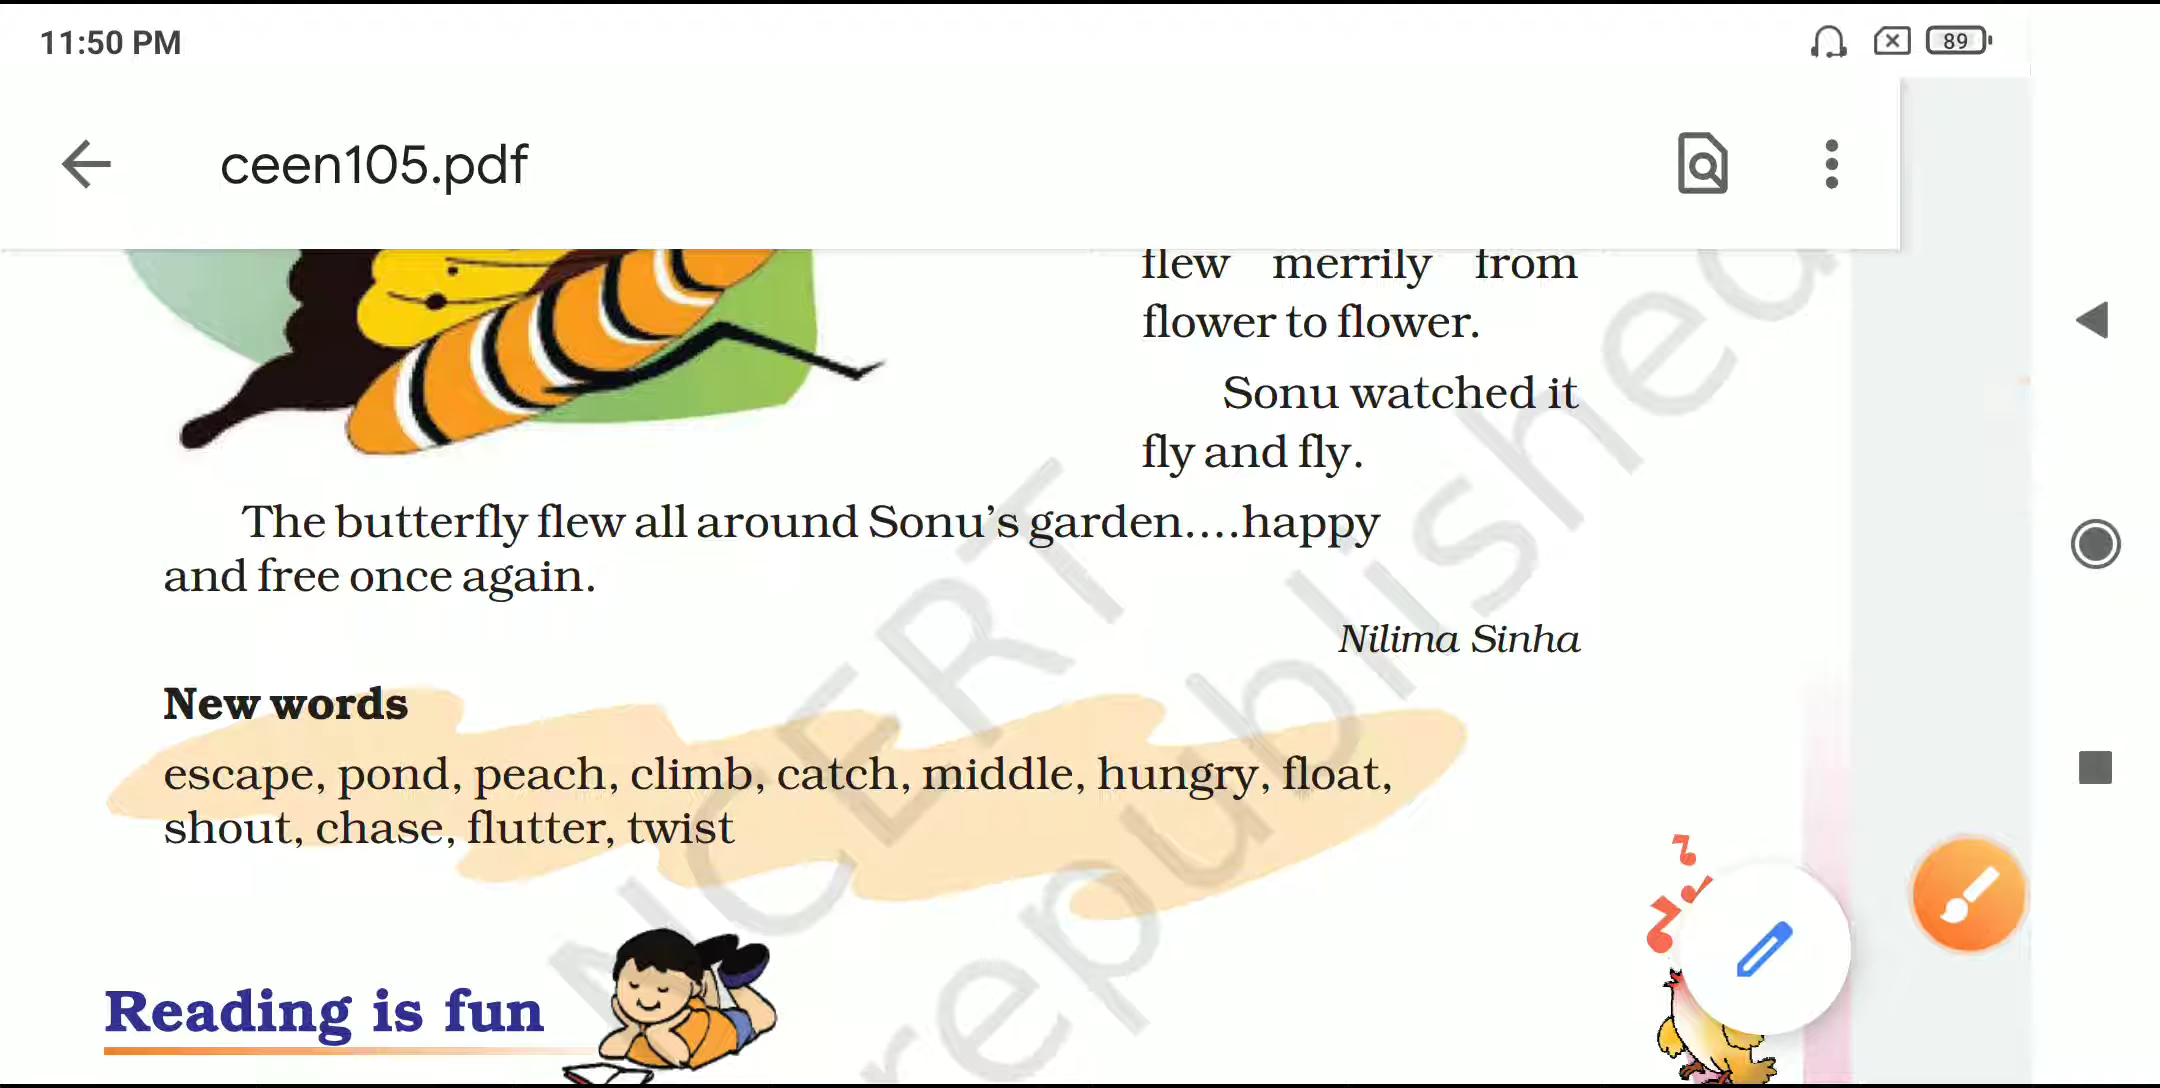 11:50 PM
89
ceen105.pdf
flew merrily from
flower to flower.
Sonu watched it
fly and fly.
The butterfly flew all around Sonu's garden....happy
and free once again.
Nilima Sinha
New words
escape, pond, peach, climb, catch, middle, hungry, float,
shout, chase, flutter, twist
Reading is fun
NCERT
republished